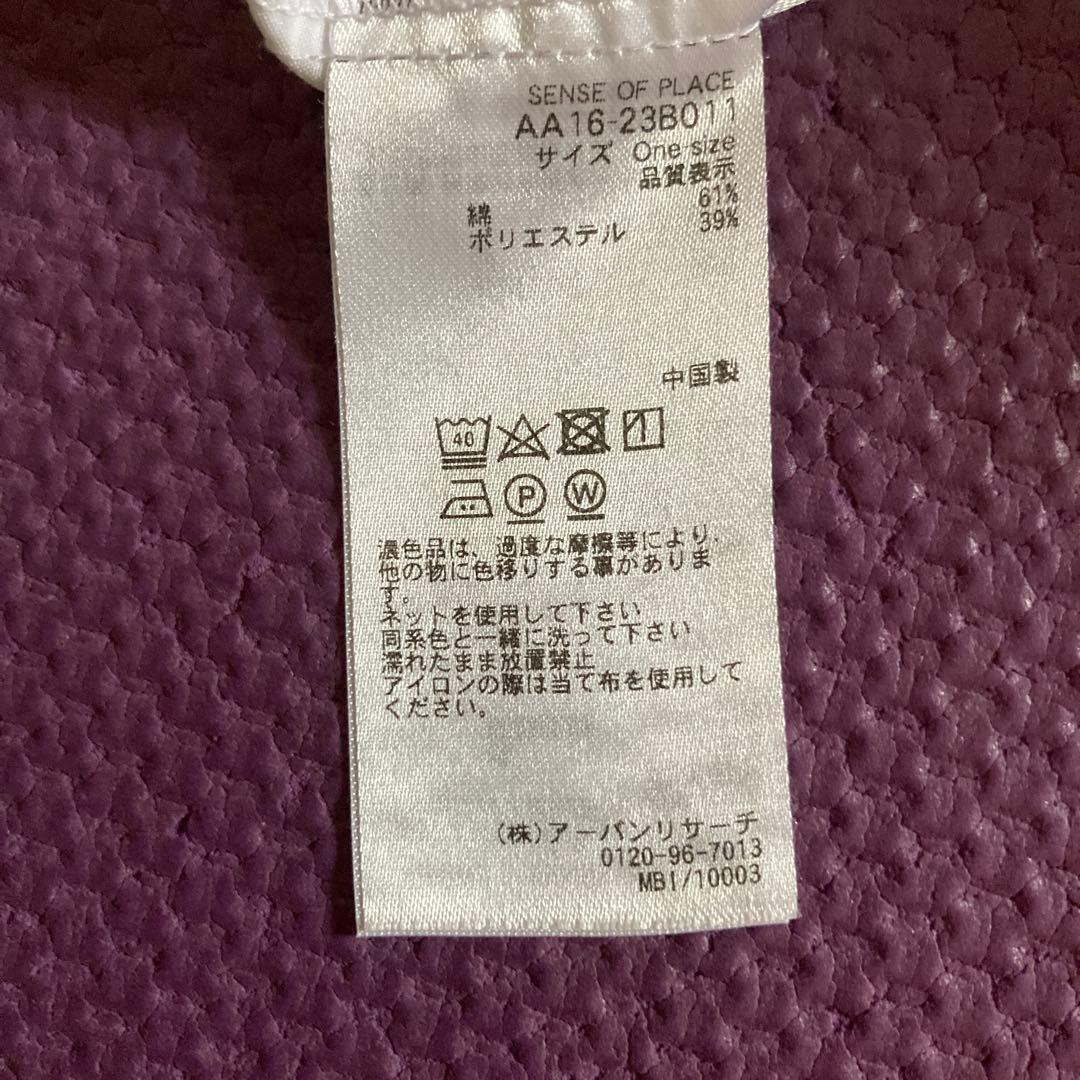 SENSE OF PLACE
AA16-23B011
サイズ One size
品質表示
綿 61%
ポリエステル 39%
中国製
40
P W
濃色品は、過度な摩擦等により、
他の物に色移りする事がありま
す。
ネットを使用して下さい
同系色と一緒に洗って下さい
濡れたまま放置禁止
アイロンの際は当て布を使用して
ください。
(株)アーバンリサーチ
0120-96-7013
MBI/10003